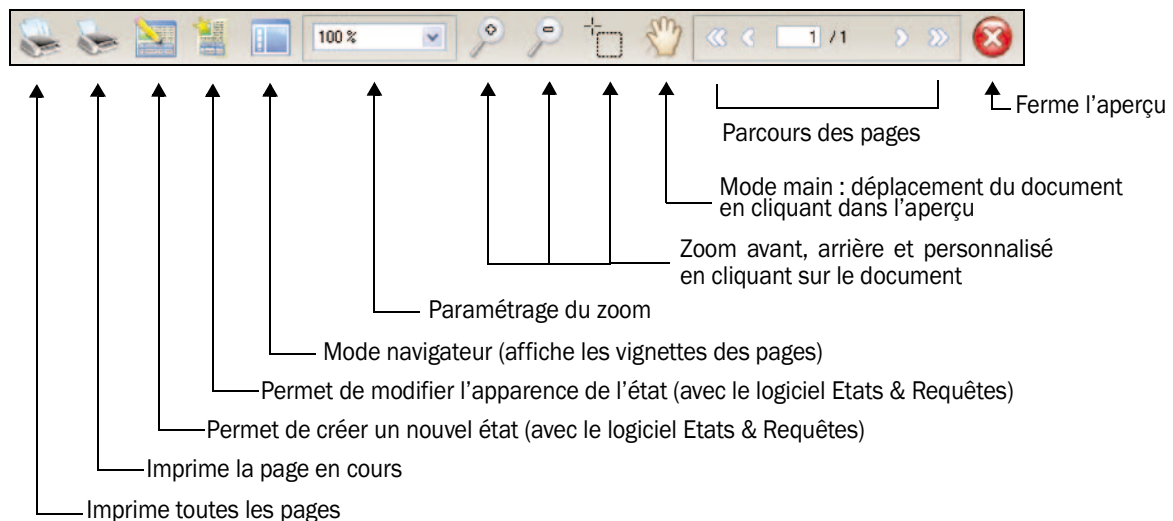 100 %
1 / 1
Ferme l’aperçu
Parcours des pages
Mode main : déplacement du document
en cliquant dans l’aperçu
Zoom avant, arrière et personnalisé
en cliquant sur le document
Paramétrage du zoom
Mode navigateur (affiche les vignettes des pages)
Permet de modifier l’apparence de l’état (avec le logiciel Etats & Requêtes)
Permet de créer un nouvel état (avec le logiciel Etats & Requêtes)
Imprime la page en cours
Imprime toutes les pages